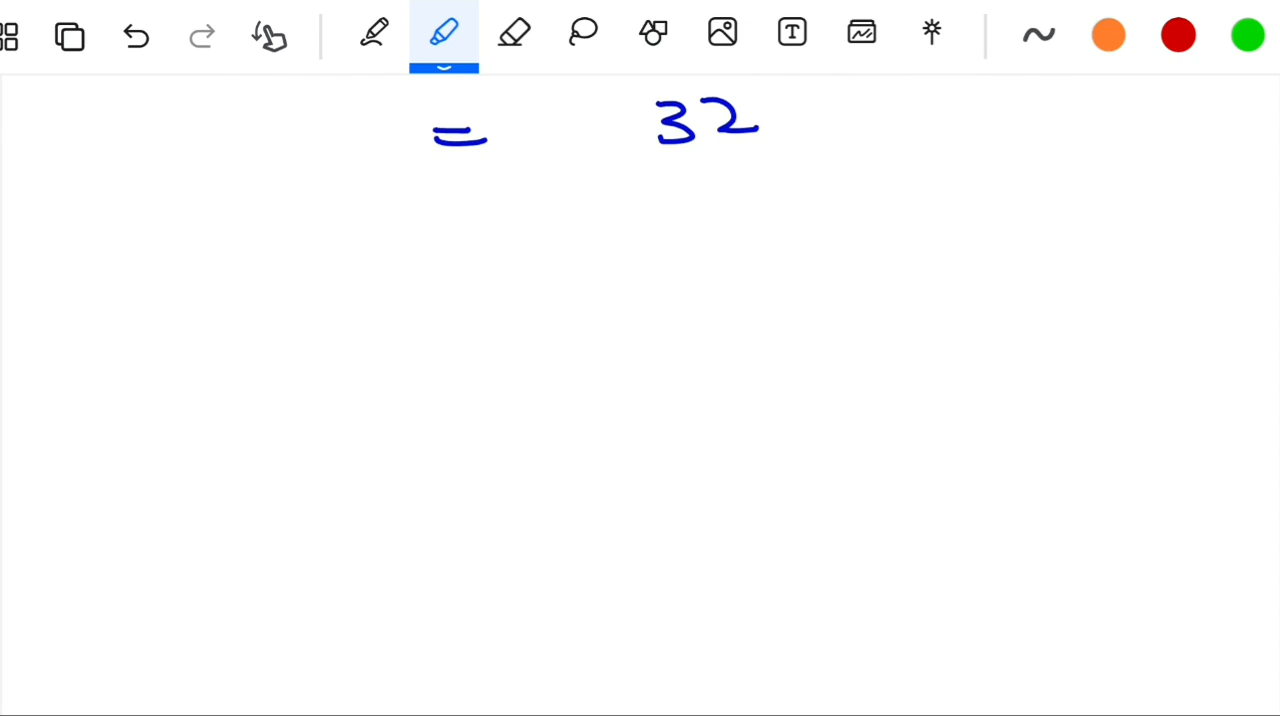 = 32